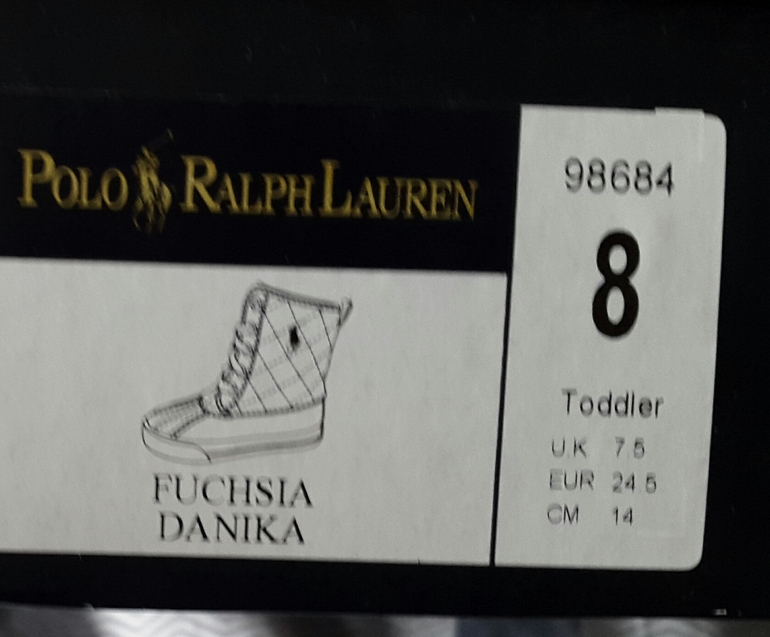 POLO RALPH LAUREN
FUCHSIA
DANIKA
98684
8
Toddler
U.K 7.5
EUR 24.5
CM 14